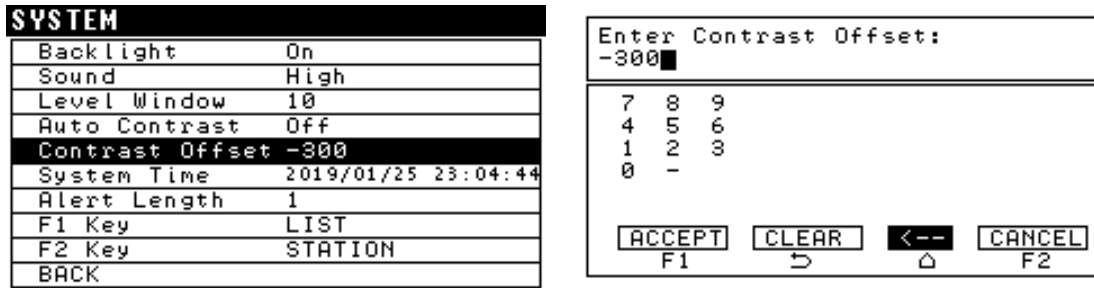 SYSTEM
Backlight On
Sound High
Level Window 10
Auto Contrast Off
Contrast Offset -300
System Time 2019/01/25 23:04:44
Alert Length 1
F1 Key LIST
F2 Key STATION
BACK
Enter Contrast Offset:
-300
7 8 9
4 5 6
1 2 3
0 -
ACCEPT CLEAR <-- CANCEL
F1 F2